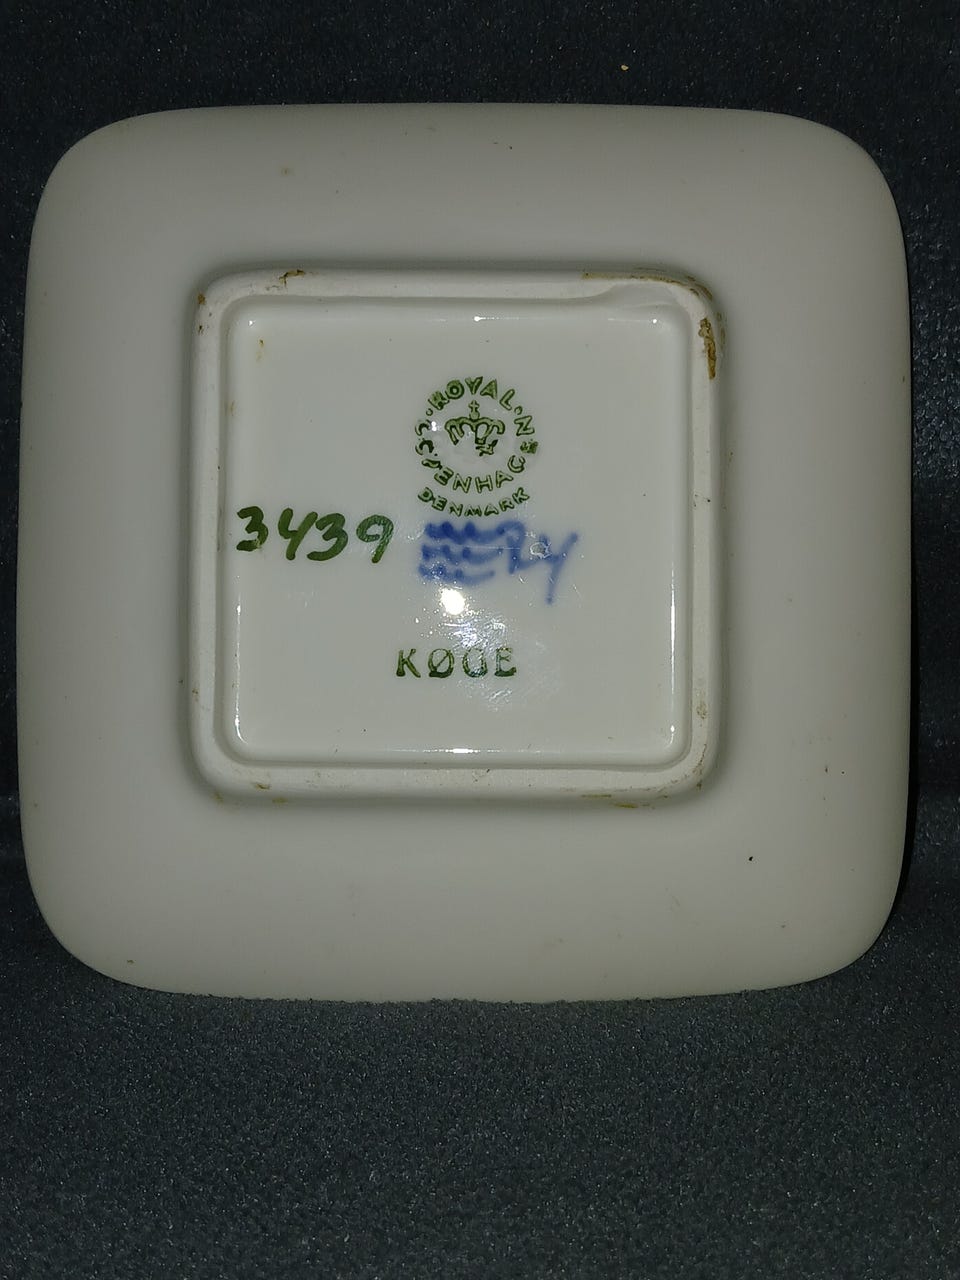 ROYAL
COPENHAGEN
DENMARK
3439
KØGE